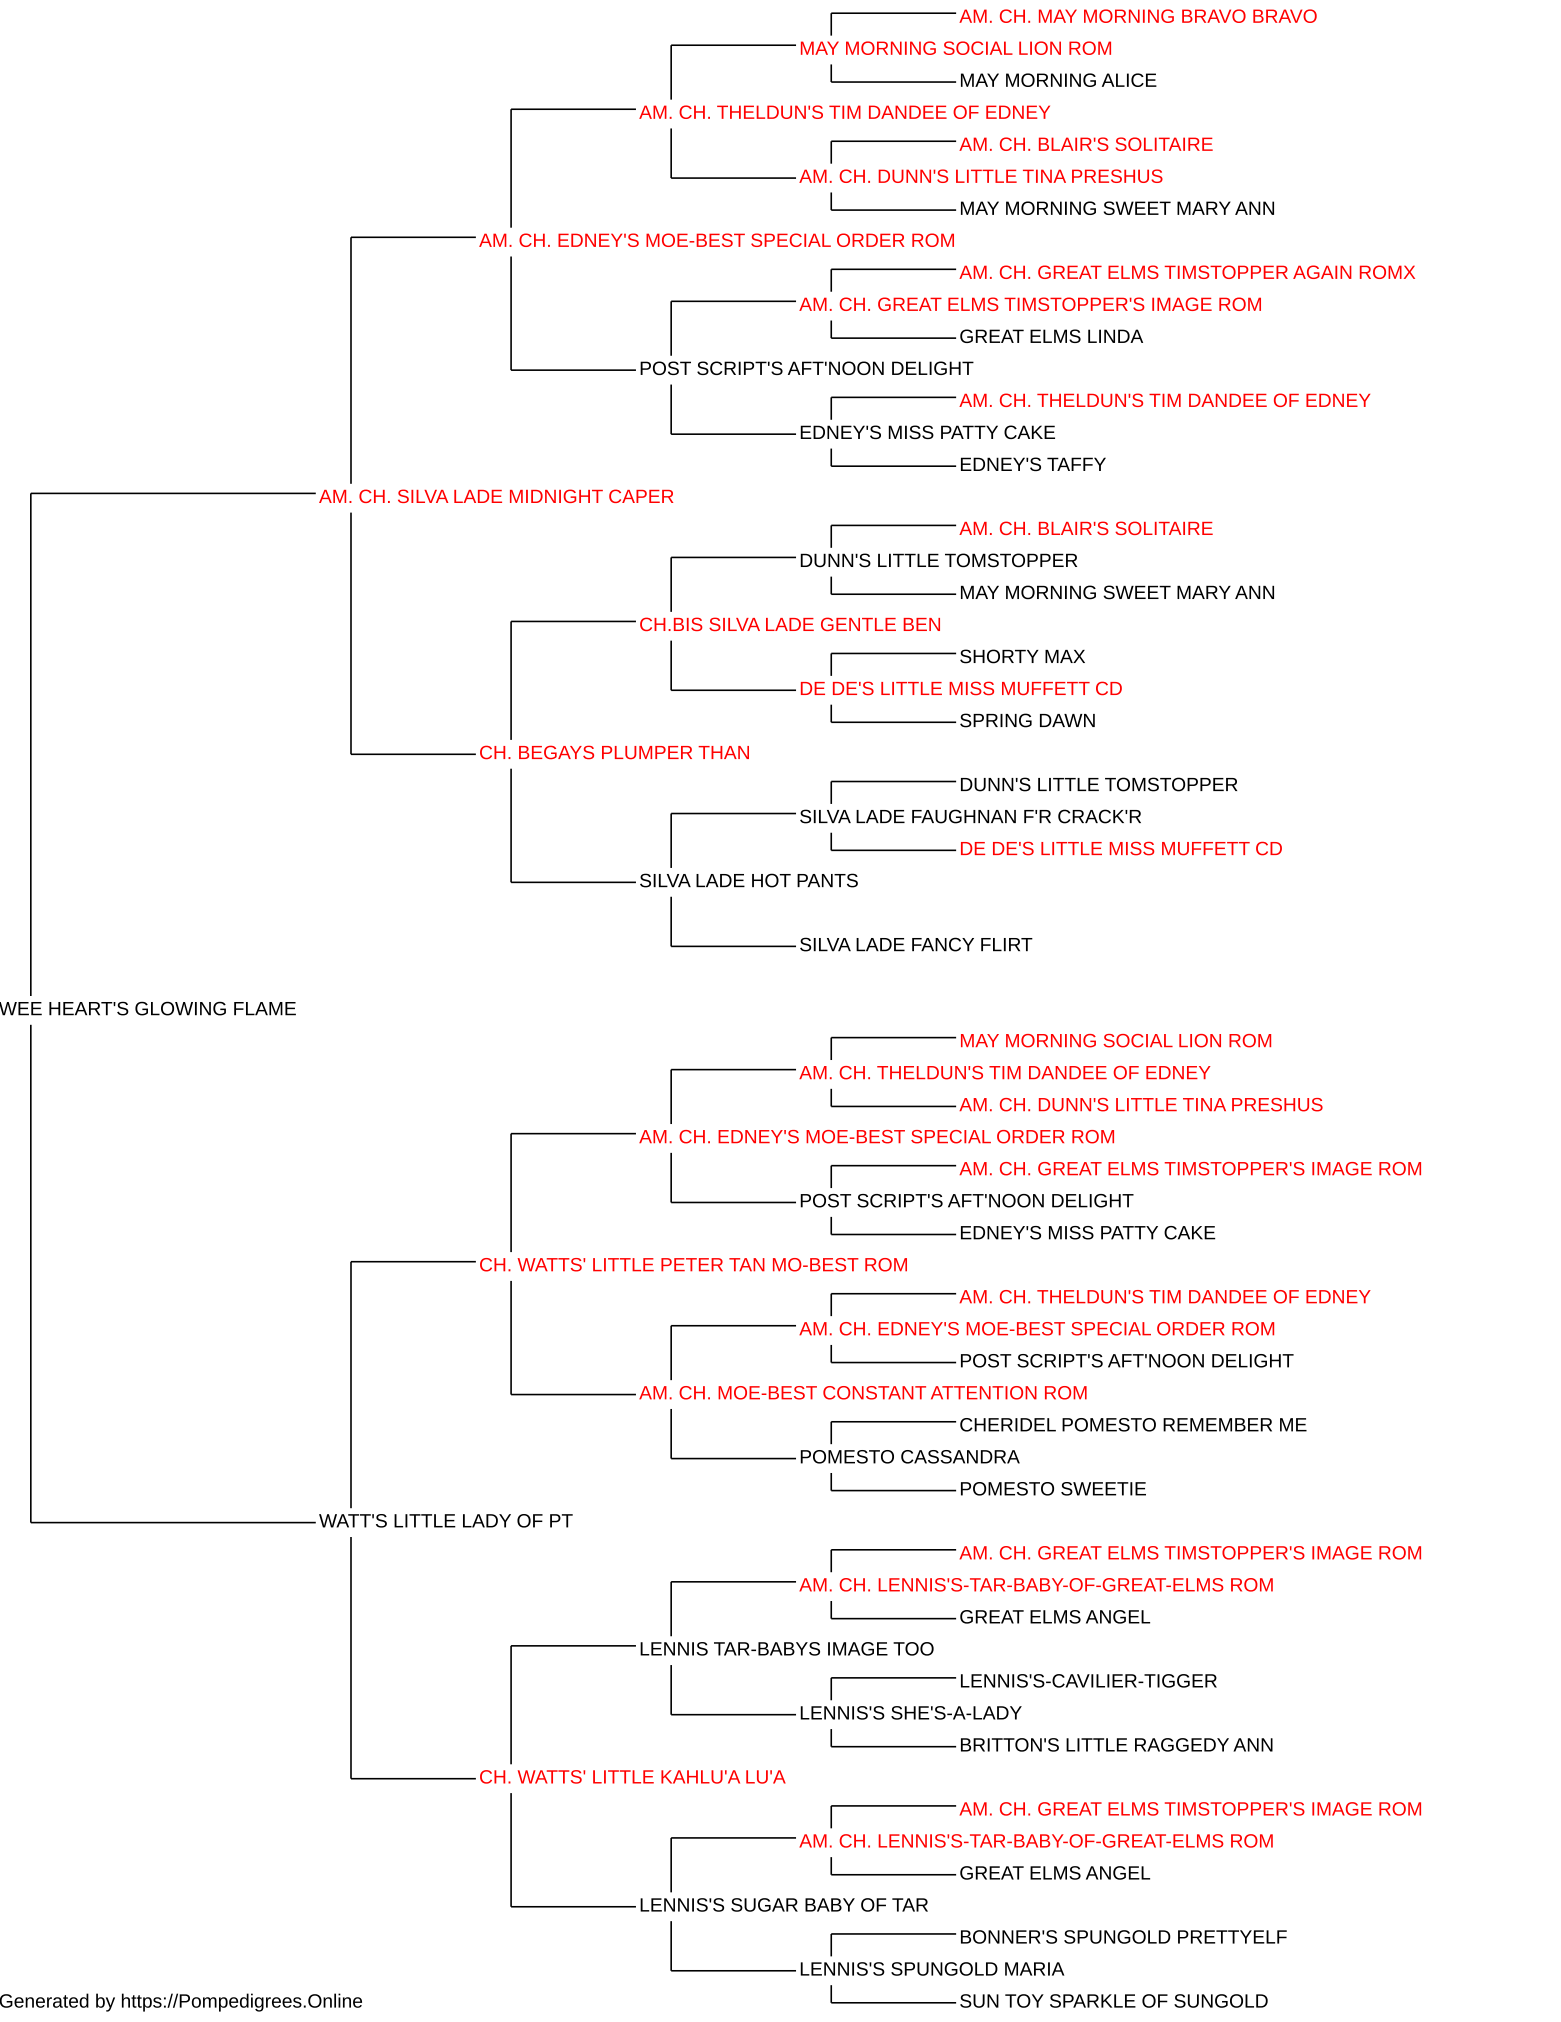 AM. CH. MAY MORNING BRAVO BRAVO
MAY MORNING SOCIAL LION ROM
MAY MORNING ALICE
AM. CH. THELDUN'S TIM DANDEE OF EDNEY
AM. CH. BLAIR'S SOLITAIRE
AM. CH. DUNN'S LITTLE TINA PRESHUS
MAY MORNING SWEET MARY ANN
AM. CH. EDNEY'S MOE-BEST SPECIAL ORDER ROM
AM. CH. GREAT ELMS TIMSTOPPER AGAIN ROMX
AM. CH. GREAT ELMS TIMSTOPPER'S IMAGE ROM
GREAT ELMS LINDA
POST SCRIPT'S AFT'NOON DELIGHT
AM. CH. THELDUN'S TIM DANDEE OF EDNEY
EDNEY'S MISS PATTY CAKE
EDNEY'S TAFFY
AM. CH. SILVA LADE MIDNIGHT CAPER
AM. CH. BLAIR'S SOLITAIRE
DUNN'S LITTLE TOMSTOPPER
MAY MORNING SWEET MARY ANN
CH.BIS SILVA LADE GENTLE BEN
SHORTY MAX
DE DE'S LITTLE MISS MUFFETT CD
SPRING DAWN
CH. BEGAYS PLUMPER THAN
DUNN'S LITTLE TOMSTOPPER
SILVA LADE FAUGHNAN F'R CRACK'R
DE DE'S LITTLE MISS MUFFETT CD
SILVA LADE HOT PANTS
SILVA LADE FANCY FLIRT
WEE HEART'S GLOWING FLAME
MAY MORNING SOCIAL LION ROM
AM. CH. THELDUN'S TIM DANDEE OF EDNEY
AM. CH. DUNN'S LITTLE TINA PRESHUS
AM. CH. EDNEY'S MOE-BEST SPECIAL ORDER ROM
AM. CH. GREAT ELMS TIMSTOPPER'S IMAGE ROM
POST SCRIPT'S AFT'NOON DELIGHT
EDNEY'S MISS PATTY CAKE
CH. WATTS' LITTLE PETER TAN MO-BEST ROM
AM. CH. THELDUN'S TIM DANDEE OF EDNEY
AM. CH. EDNEY'S MOE-BEST SPECIAL ORDER ROM
POST SCRIPT'S AFT'NOON DELIGHT
AM. CH. MOE-BEST CONSTANT ATTENTION ROM
CHERIDEL POMESTO REMEMBER ME
POMESTO CASSANDRA
POMESTO SWEETIE
WATT'S LITTLE LADY OF PT
AM. CH. GREAT ELMS TIMSTOPPER'S IMAGE ROM
AM. CH. LENNIS'S-TAR-BABY-OF-GREAT-ELMS ROM
GREAT ELMS ANGEL
LENNIS TAR-BABYS IMAGE TOO
LENNIS'S-CAVILIER-TIGGER
LENNIS'S SHE'S-A-LADY
BRITTON'S LITTLE RAGGEDY ANN
CH. WATTS' LITTLE KAHLU'A LU'A
AM. CH. GREAT ELMS TIMSTOPPER'S IMAGE ROM
AM. CH. LENNIS'S-TAR-BABY-OF-GREAT-ELMS ROM
GREAT ELMS ANGEL
LENNIS'S SUGAR BABY OF TAR
BONNER'S SPUNGOLD PRETTYELF
LENNIS'S SPUNGOLD MARIA
SUN TOY SPARKLE OF SUNGOLD
Generated by https://Pompedigrees.Online